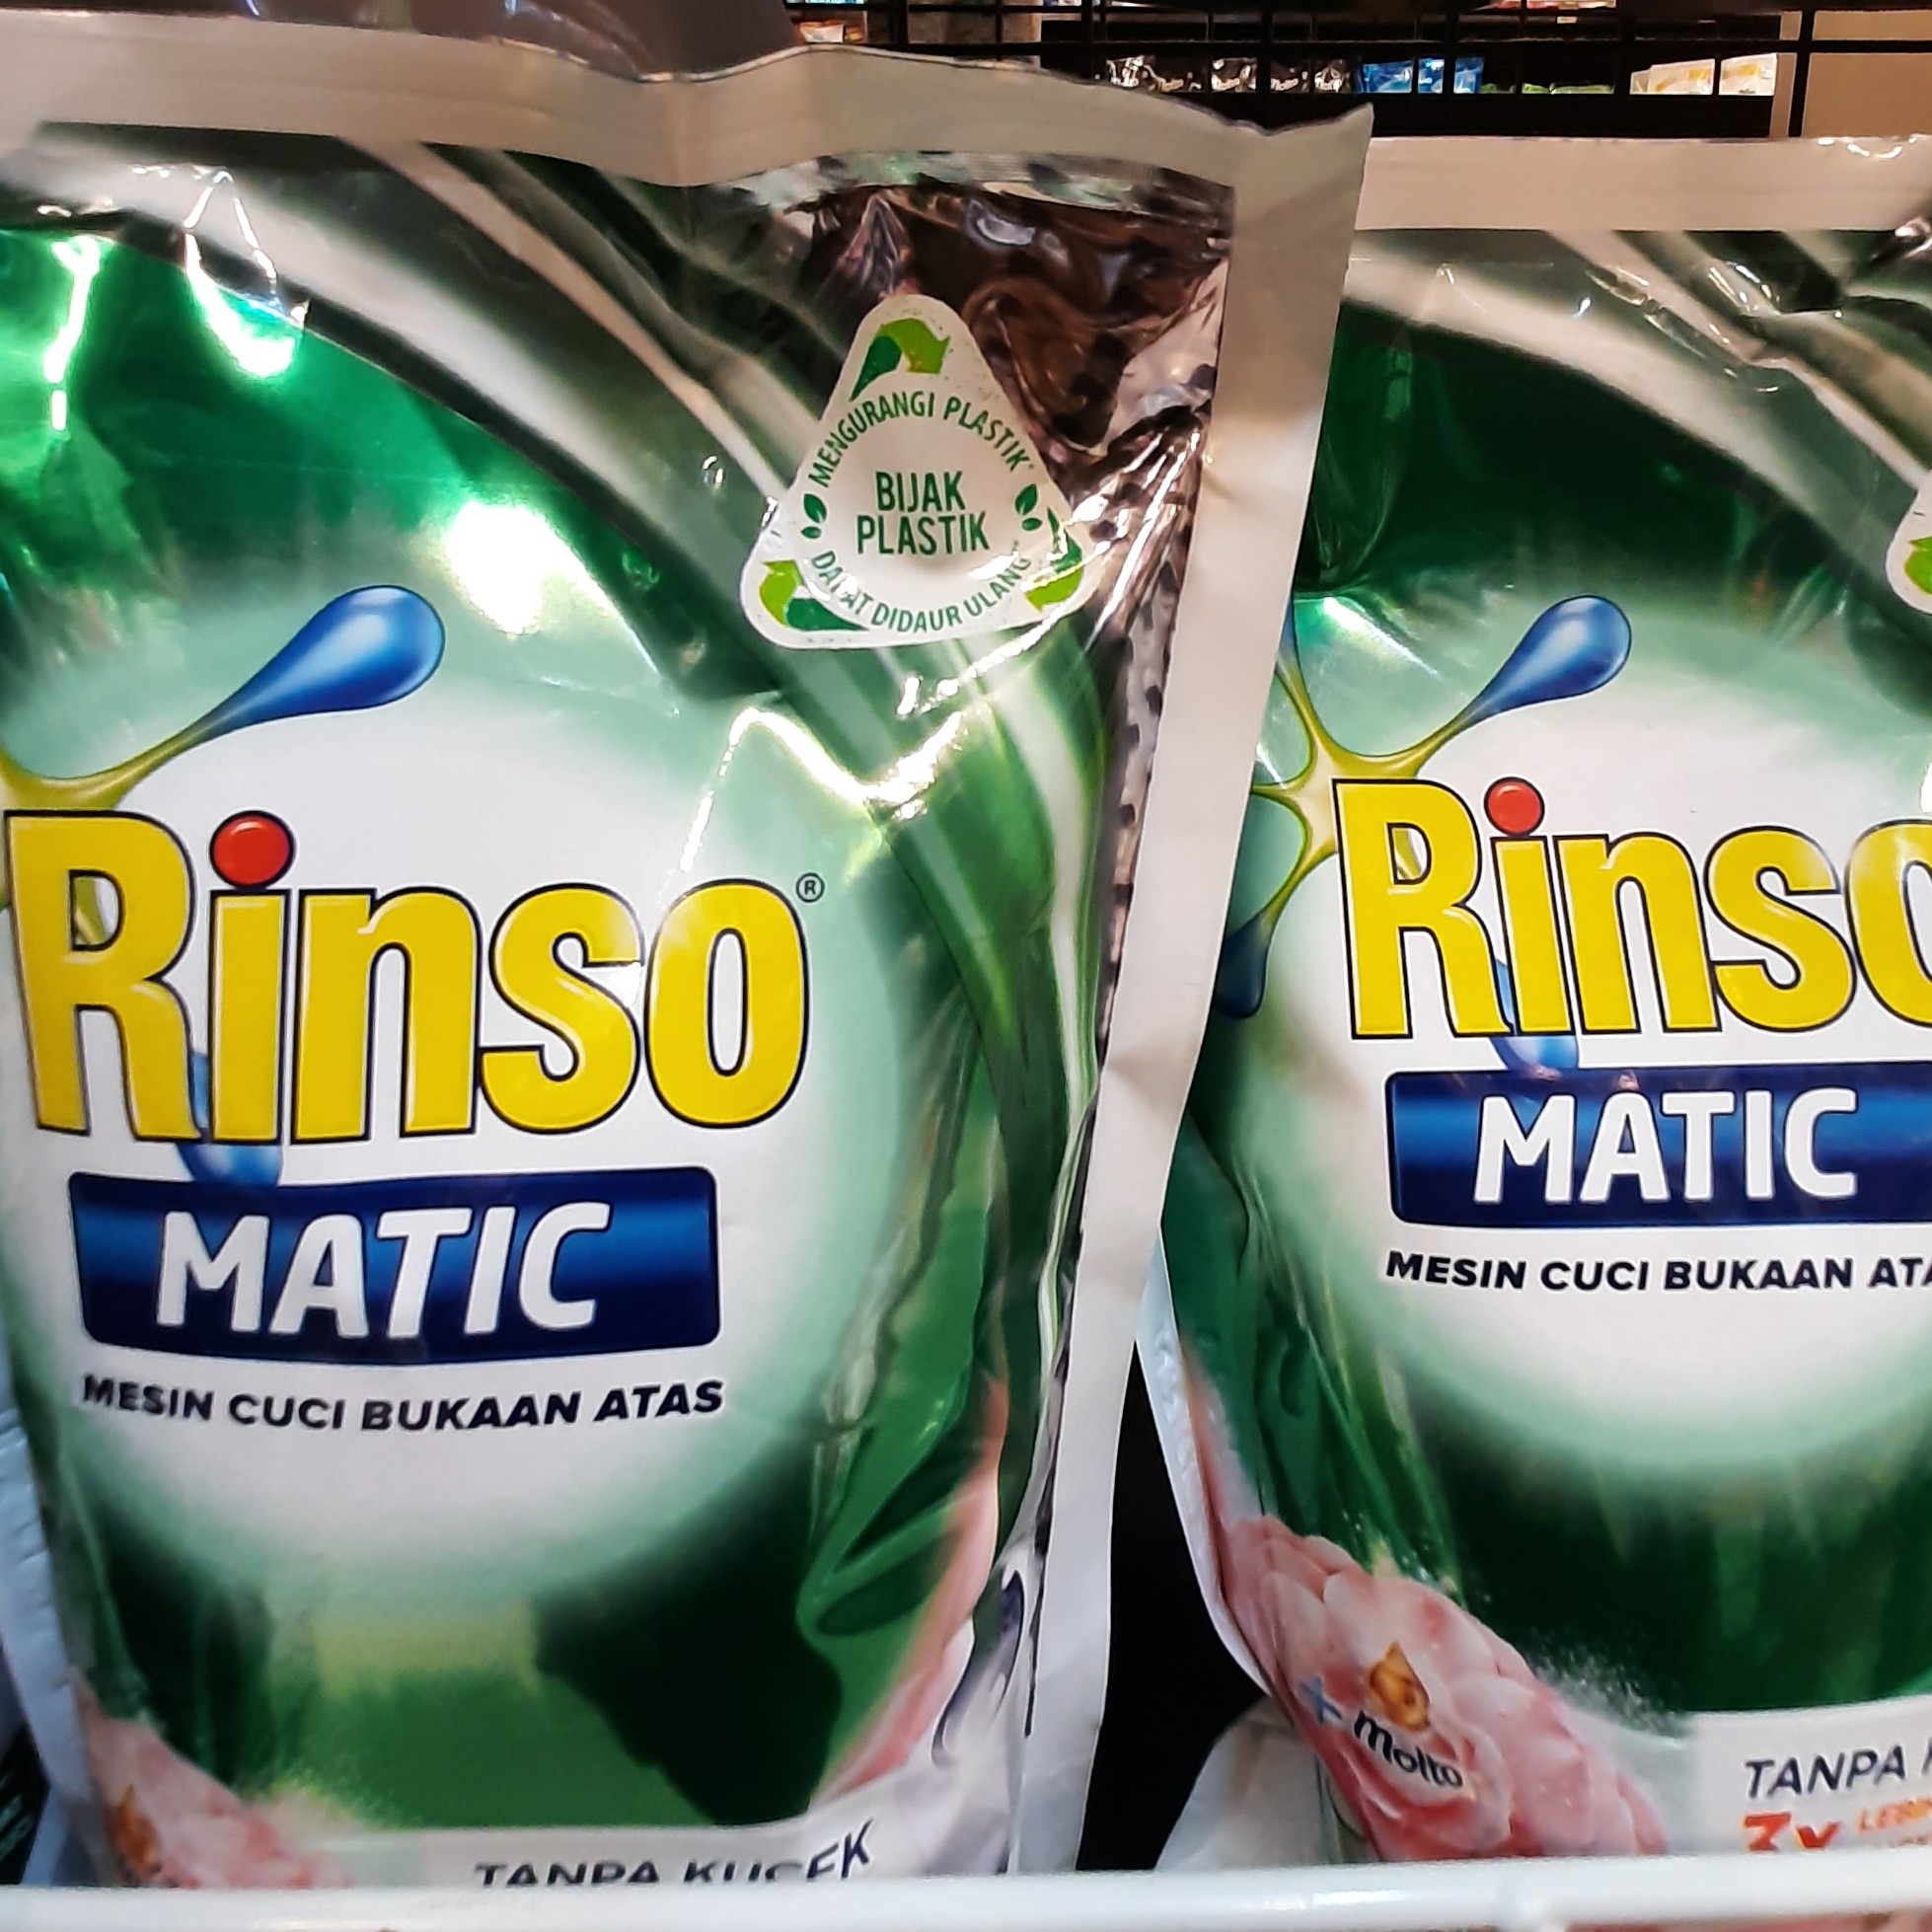 MENGURANGI PLASTIK
BIJAK
PLASTIK
DAPAT DIDAUR ULANG
Rinso®
MATIC
MESIN CUCI BUKAAN ATAS
TANPA KUCEK
Rinso
MATIC
MESIN CUCI BUKAAN
+ Molto
TANPA
3x